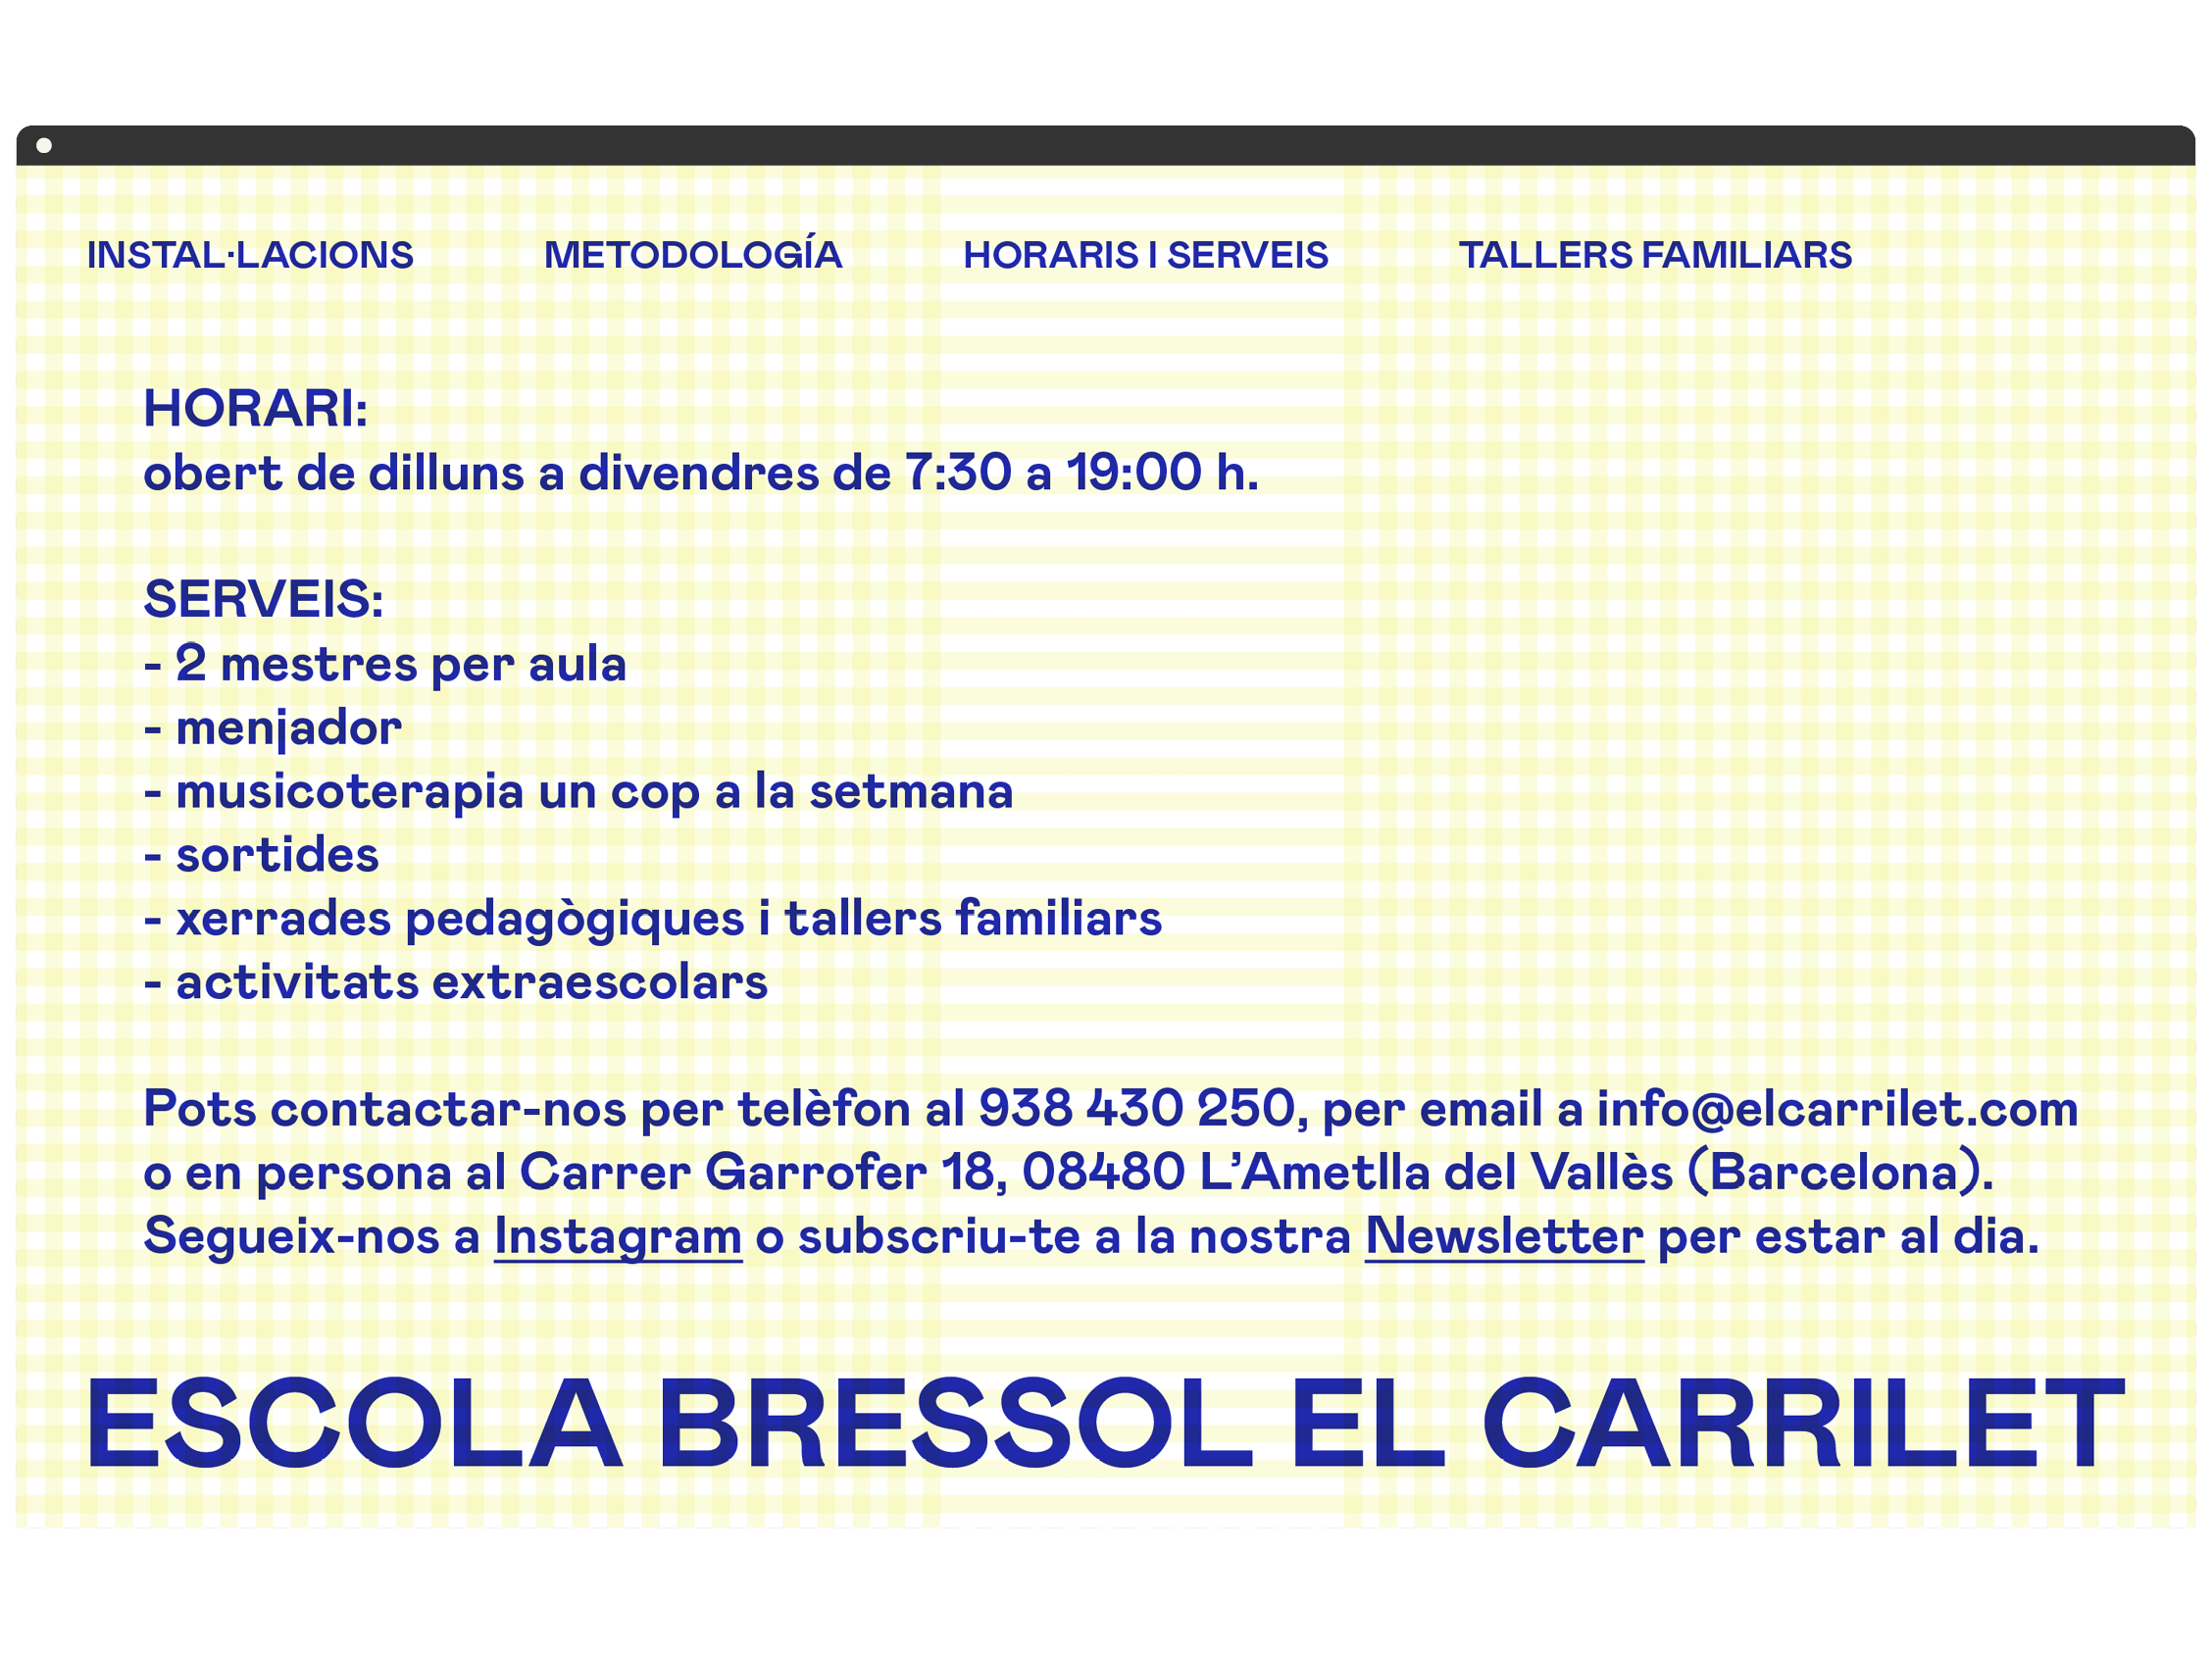 INSTAL·LACIONS METODOLOGÍA HORARIS I SERVEIS TALLERS FAMILIARS
HORARI:
obert de dilluns a divendres de 7:30 a 19:00 h.
SERVEIS:
- 2 mestres per aula
- menjador
- musicoterapia un cop a la setmana
- sortides
- xerrades pedagògiques i tallers familiars
- activitats extraescolars
Pots contactar-nos per telèfon al 938 430 250, per email a info@elcarrilet.com
o en persona al Carrer Garrofer 18, 08480 L’Ametlla del Vallès (Barcelona).
Segueix-nos a Instagram o subscriu-te a la nostra Newsletter per estar al dia.
ESCOLA BRESSOL EL CARRILET